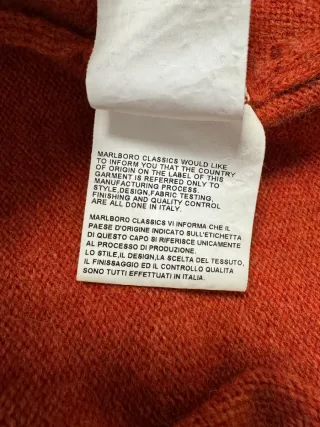 MARLBORO CLASSICS WOULD LIKE
TO INFORM YOU THAT THE COUNTRY
OF ORIGIN ON THE LABEL OF THIS
GARMENT IS REFERRED ONLY TO
MANUFACTURING PROCESS.
STYLE,DESIGN,FABRIC TESTING,
FINISHING AND QUALITY CONTROL
ARE ALL DONE IN ITALY.
MARLBORO CLASSICS VI INFORMA CHE IL
PAESE D'ORIGINE INDICATO SULL'ETICHETTA
DI QUESTO CAPO SI RIFERISCE UNICAMENTE
AL PROCESSO DI PRODUZIONE.
LO STILE,IL DESIGN,LA SCELTA DEL TESSUTO,
IL FINISSAGGIO ED IL CONTROLLO QUALITA
SONO TUTTI EFFETTUATI IN ITALIA.